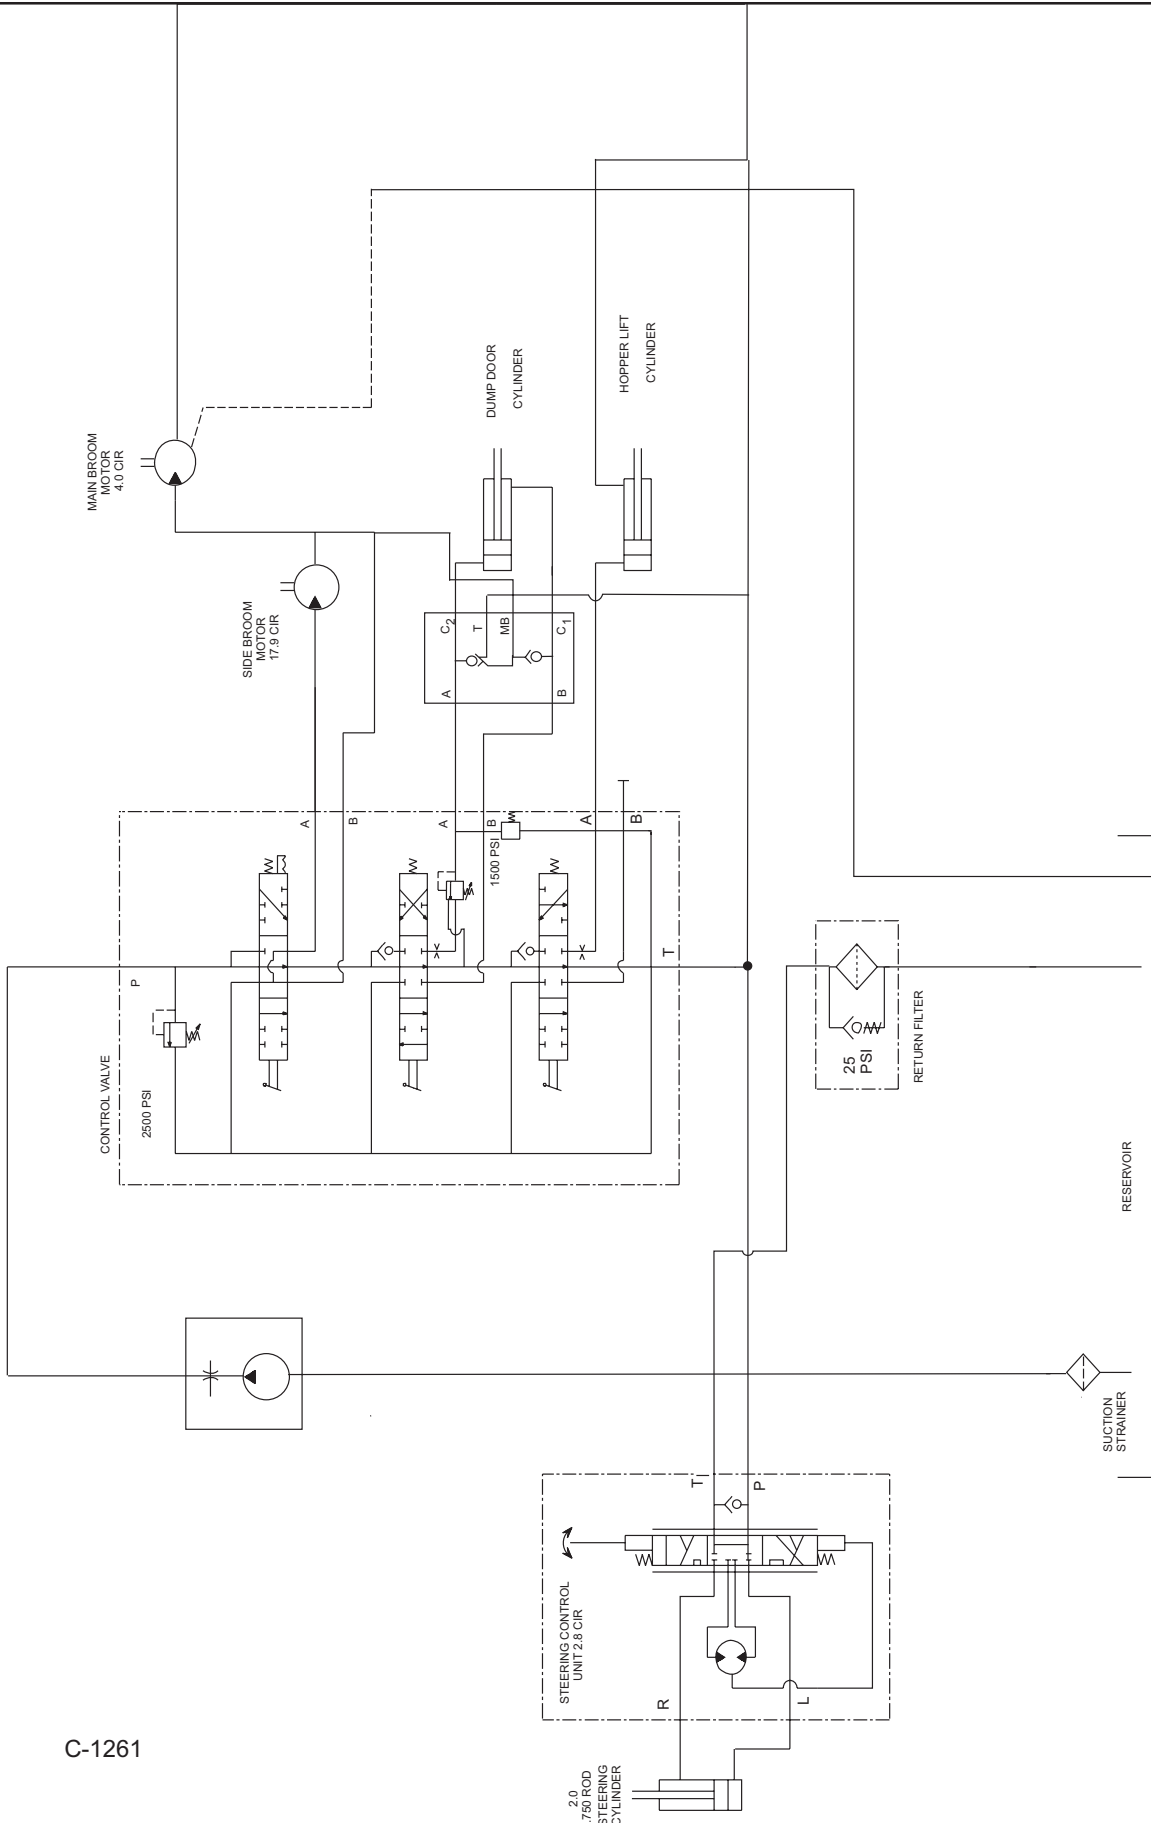 MAIN BROOM
MOTOR
4.0 CIR
SIDE BROOM
MOTOR
17.9 CIR
DUMP DOOR
CYLINDER
HOPPER LIFT
CYLINDER
C2
T
MB
C1
A
B
A
B
A
B
A
B
1500 PSI
P
T
CONTROL VALVE
2500 PSI
25
PSI
RETURN FILTER
RESERVOIR
SUCTION
STRAINER
T
P
STEERING CONTROL
UNIT 2.8 CIR
R
L
2.0
.750 ROD
STEERING
CYLINDER
C-1261